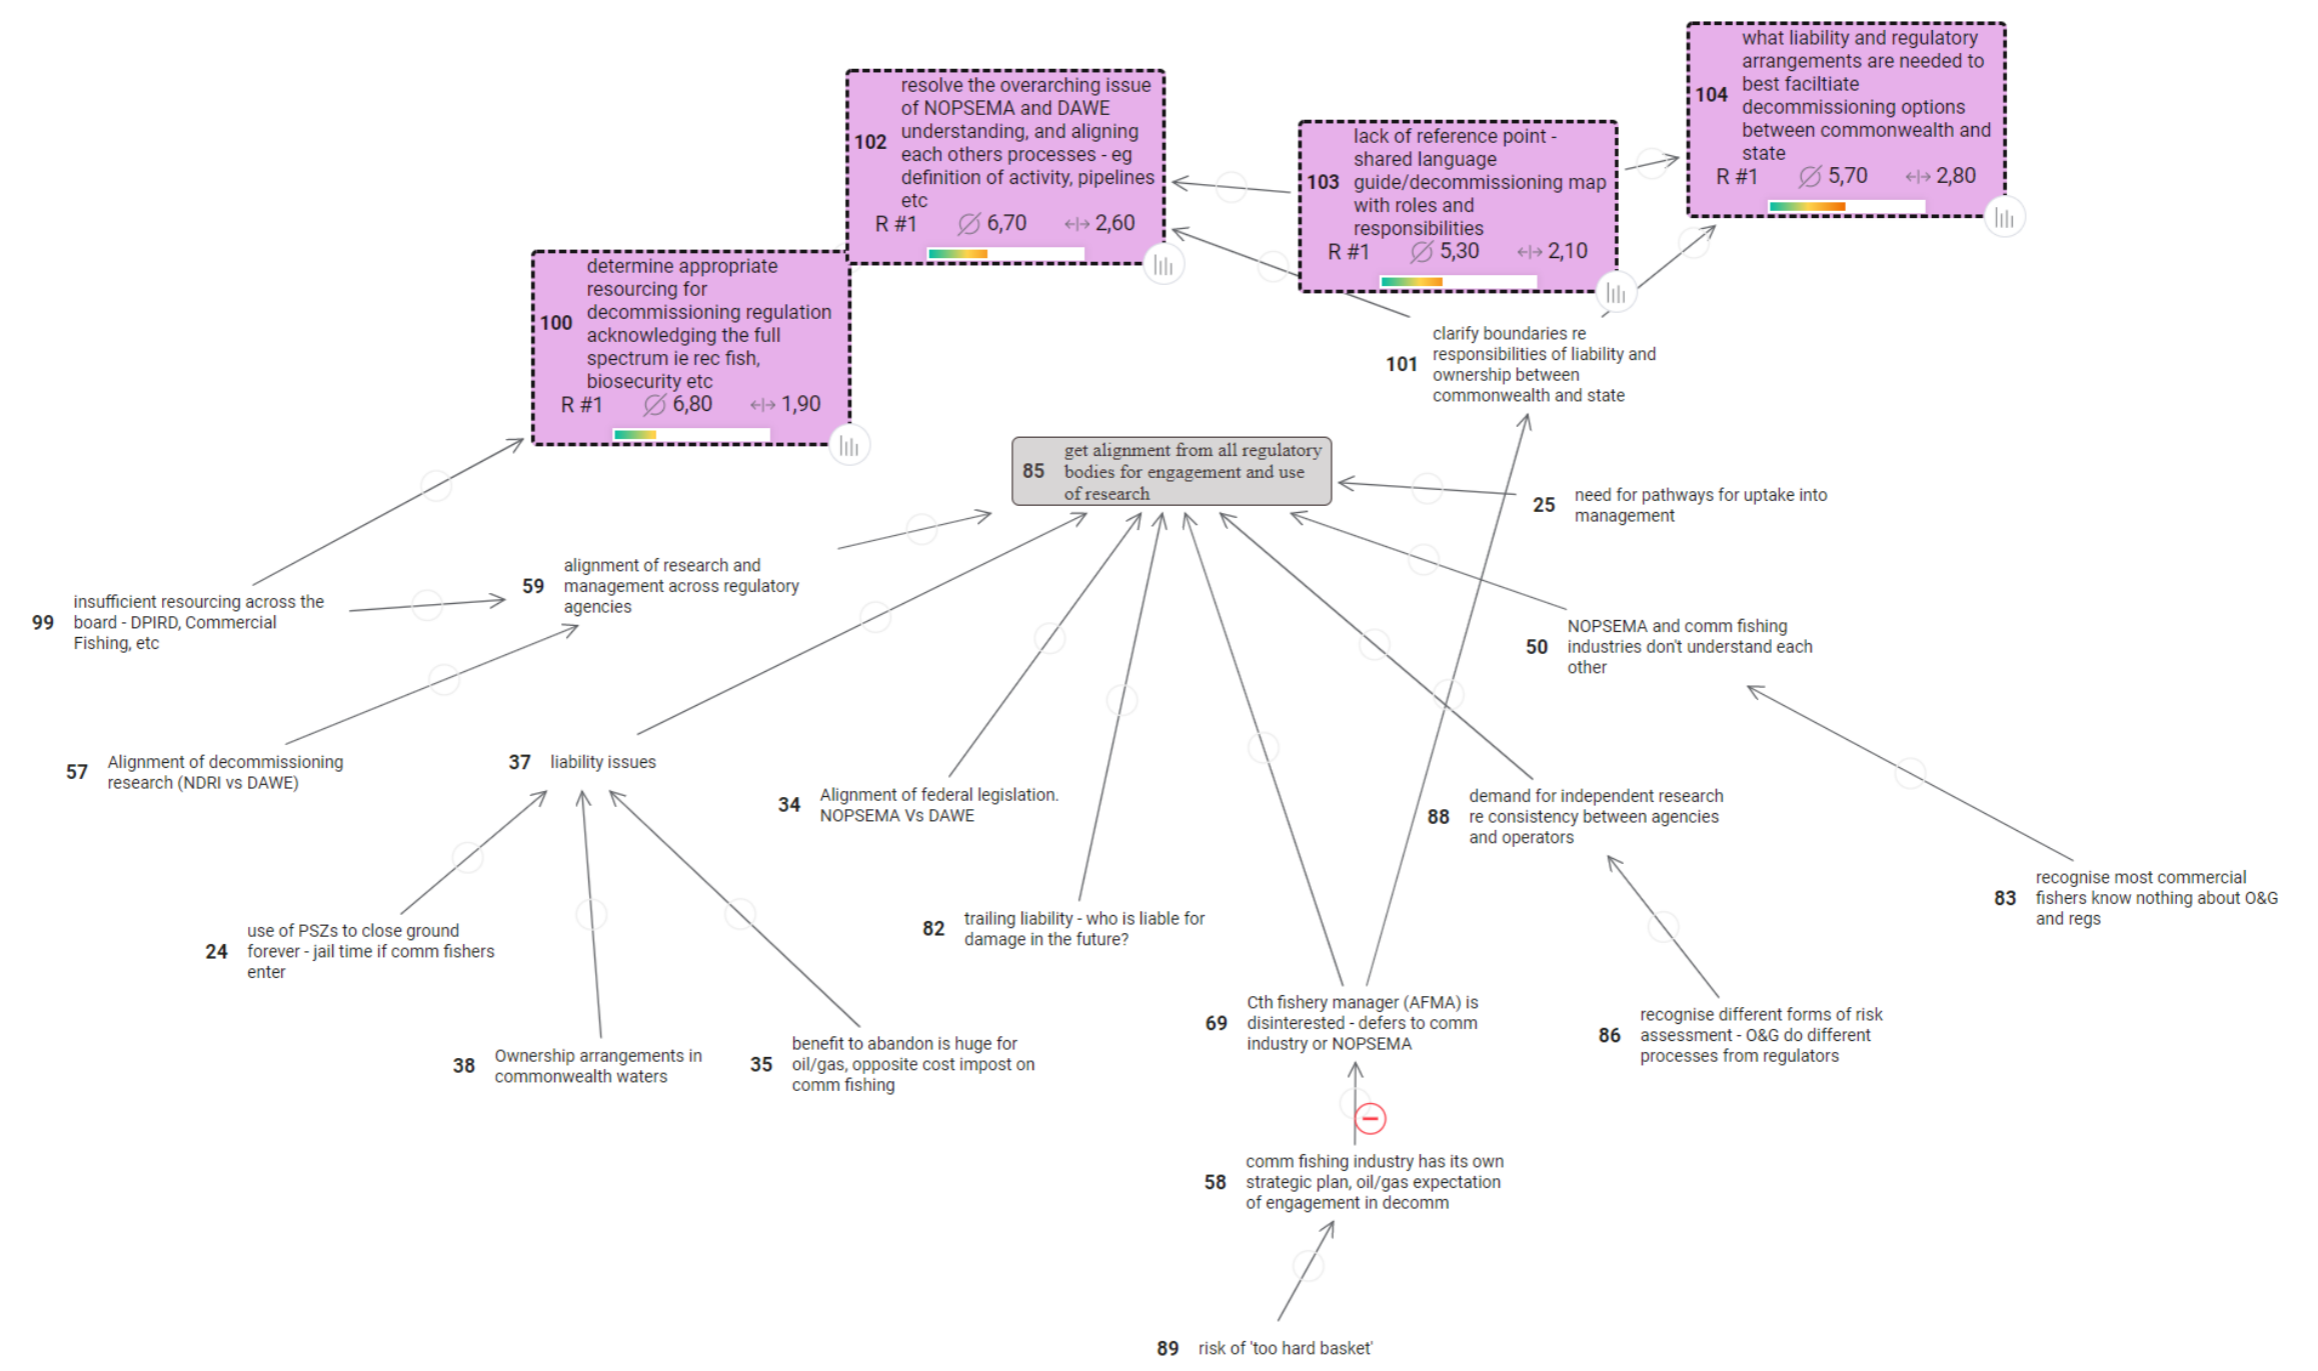 what liability and regulatory
arrangements are needed to
104
best faciltiate
decommissioning options
between commonwealth and
state
R #1 5,70 2,80
resolve the overarching issue
of NOPSEMA and DAWE
102
understanding, and aligning
each others processes - eg
definition of activity, pipelines
etc
R #1 6,70 2,60
lack of reference point -
shared language
103 guide/decommissioning map
with roles and
responsibilities
R #1 5,30 2,10
determine appropriate
resourcing for
decommissioning regulation
100
acknowledging the full
spectrum ie rec fish,
biosecurity etc
R #1 6,80 1,90
clarify boundaries re
101 responsibilities of liability and
ownership between
commonwealth and state
get alignment from all regulatory
85 bodies for engagement and use
of research
25 need for pathways for uptake into
management
alignment of research and
59 management across regulatory
agencies
insufficient resourcing across the
99 board - DPIRD, Commercial
Fishing, etc
NOPSEMA and comm fishing
50 industries don't understand each
other
57 Alignment of decommissioning
research (NDRI vs DAWE)
37 liability issues
34 Alignment of federal legislation.
NOPSEMA Vs DAWE
demand for independent research
88 re consistency between agencies
and operators
recognise most commercial
83 fishers know nothing about O&G
and regs
use of PSZs to close ground
24 forever - jail time if comm fishers
enter
82 trailing liability - who is liable for
damage in the future?
Cth fishery manager (AFMA) is
69 disinterested - defers to comm
industry or NOPSEMA
recognise different forms of risk
86 assessment - O&G do different
processes from regulators
38 Ownership arrangements in
commonwealth waters
benefit to abandon is huge for
35 oil/gas, opposite cost impost on
comm fishing
comm fishing industry has its own
58 strategic plan, oil/gas expectation
of engagement in decomm
89 risk of 'too hard basket'